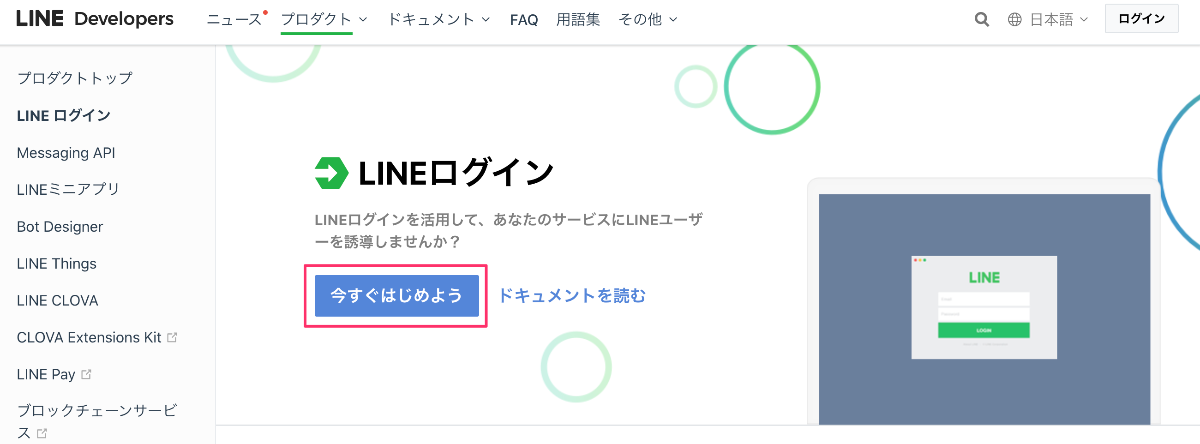 LINE Developers
ニュース
プロダクト
ドキュメント
FAQ
用語集
その他
日本語
ログイン
プロダクトトップ
LINE ログイン
Messaging API
LINEミニアプリ
Bot Designer
LINE Things
LINE CLOVA
CLOVA Extensions Kit
LINE Pay
ブロックチェーンサービ
ス
LINEログイン
LINEログインを活用して、あなたのサービスにLINEユーザ
ーを誘導しませんか？
今すぐはじめよう
ドキュメントを読む
LINE
Email
Password
LOGIN